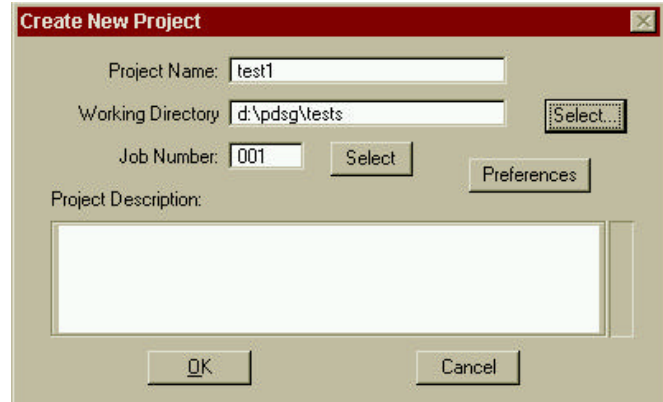 Create New Project
Project Name: test1
Working Directory d:\pdsg\tests Select...
Job Number: 001 Select
Preferences
Project Description:
OK Cancel